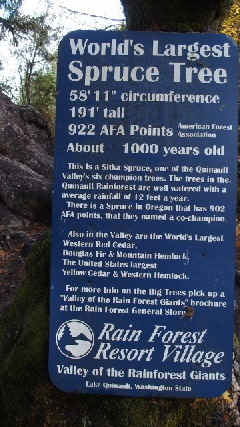 World's Largest
Spruce Tree
58'11" circumference
191' tall
922 AFA Points American Forest Association
About 1000 years old
This is a Sitka Spruce, one of the Quinault
Valley's six champion trees. The trees in the
Quinault Rainforest are well watered with a
average rainfall of 12 feet a year.
There is a Spruce in Oregon that has 902
AFA points, that they named a co-champion.
Also in the Valley are the World's Largest
Western Red Cedar,
Douglas Fir & Mountain Hemlock,
The United States largest
Yellow Cedar & Western Hemlock.
For more info on the Big Trees pick up a
"Valley of the Rain Forest Giants" brochure
at the Rain Forest General Store
Rain Forest
Resort Village
Valley of the Rainforest Giants
Lake Quinault, Washington State